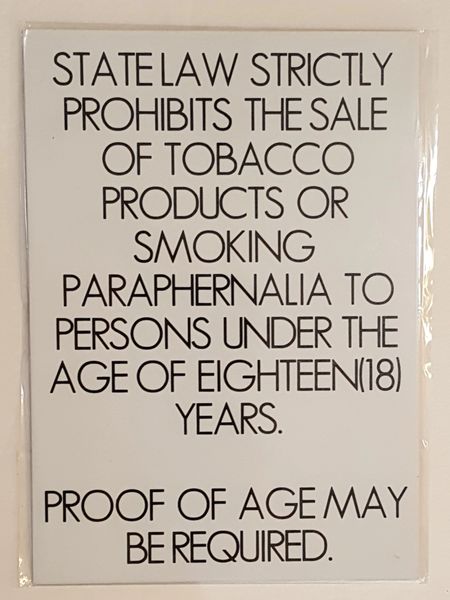 STATE LAW STRICTLY
PROHIBITS THE SALE
OF TOBACCO
PRODUCTS OR
SMOKING
PARAPHERNALIA TO
PERSONS UNDER THE
AGE OF EIGHTEEN(18)
YEARS.
PROOF OF AGE MAY
BE REQUIRED.